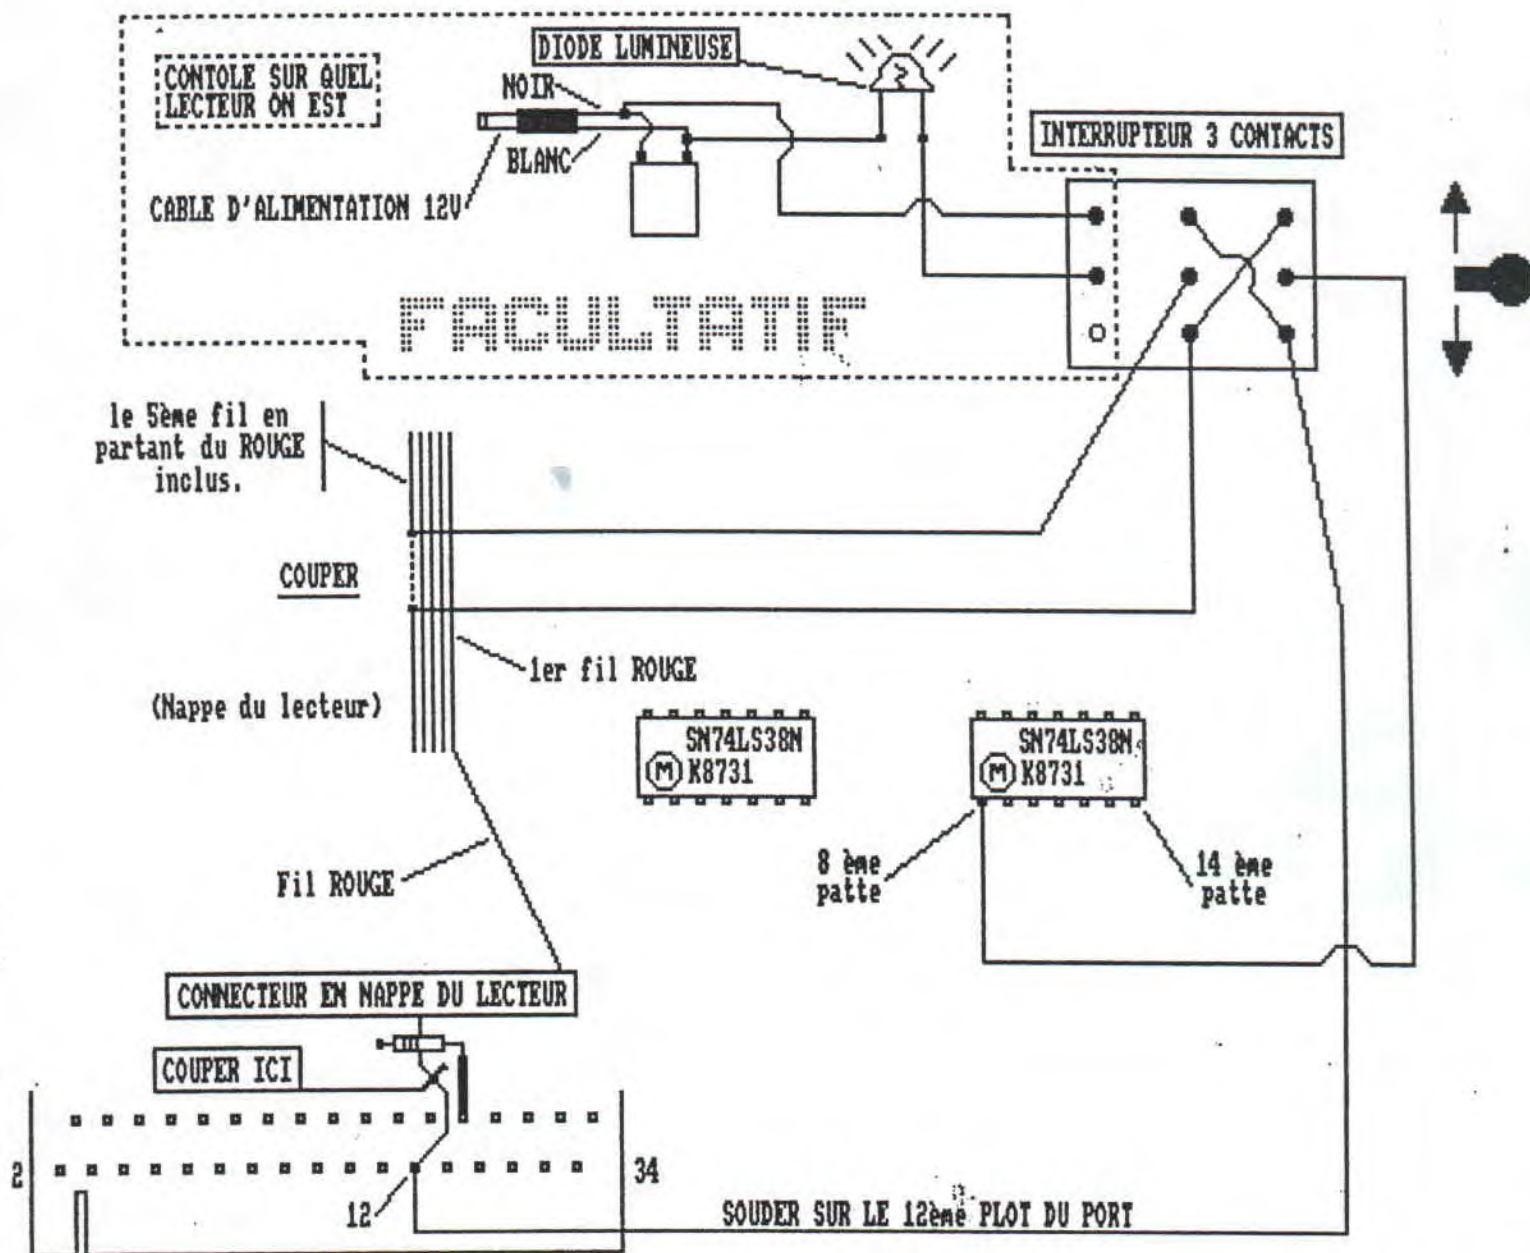 CONTOLE SUR QUEL
LECTEUR ON EST
DIODE LUMINEUSE
NOIR
BLANC
CABLE D'ALIMENTATION 12V
INTERRUPTEUR 3 CONTACTS
FACULTATIF
le 5ème fil en
partant du ROUGE
inclus.
COUPER
1er fil ROUGE
(Nappe du lecteur)
SN74LS38N
M K8731
SN74LS38N
M K8731
8 ème
patte
14 ème
patte
Fil ROUGE
CONNECTEUR EN NAPPE DU LECTEUR
COUPER ICI
2
34
12
SOUDER SUR LE 12ème PLOT DU PORT